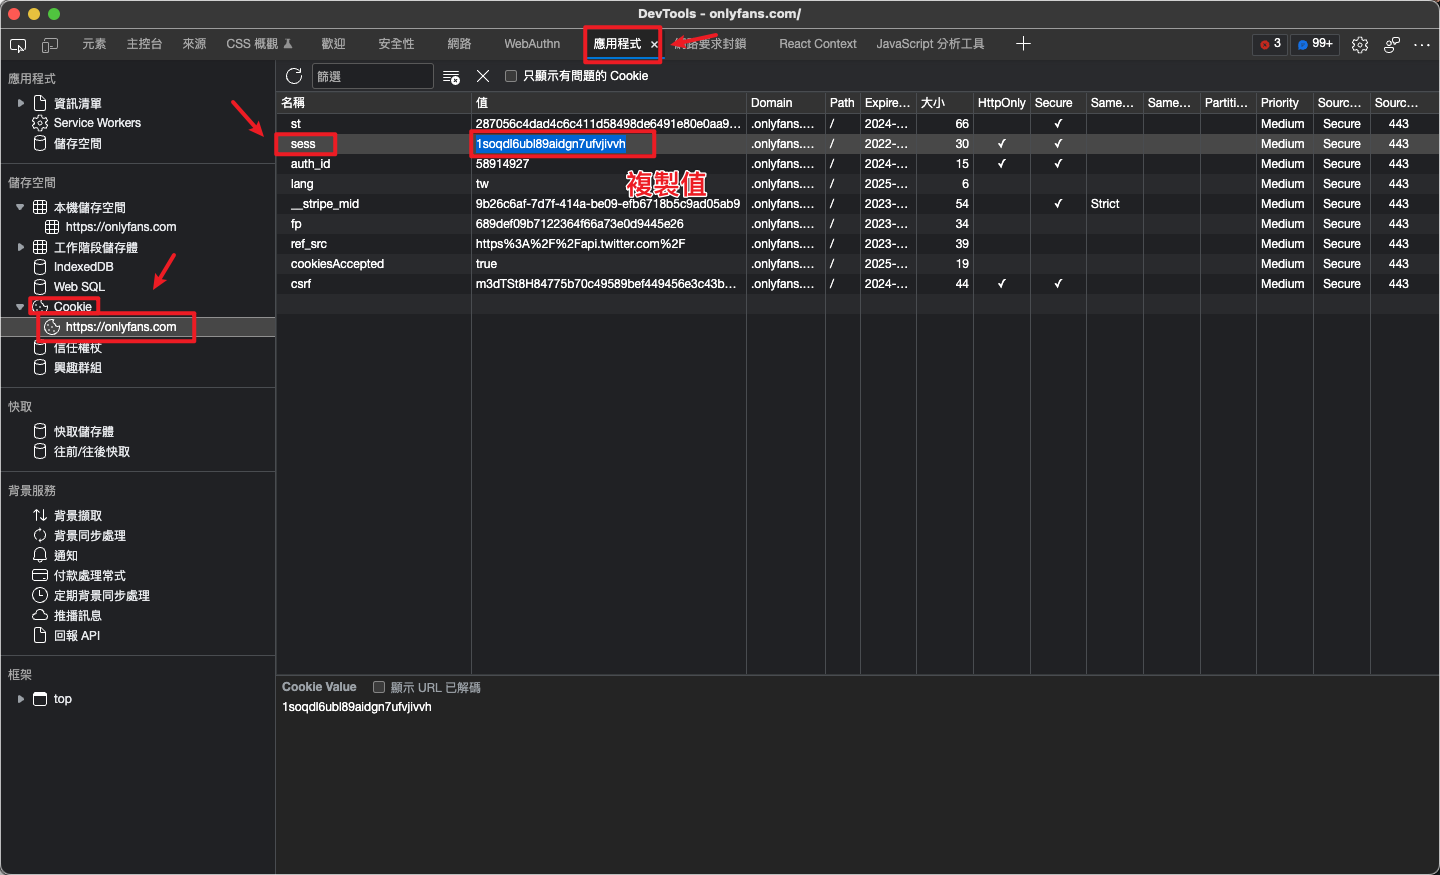 DevTools - onlyfans.com/
元素 主控台 來源 CSS 概觀 歡迎 安全性 網路 WebAuthn 應用程式 網路要求封鎖 React Context JavaScript 分析工具 3 99+
應用程式
資訊清單
Service Workers
儲存空間
儲存空間
本機儲存空間
https://onlyfans.com
工作階段儲存體
IndexedDB
Web SQL
Cookie
https://onlyfans.com
信任權杖
興趣群組
快取
快取儲存體
往前/往後快取
背景服務
背景擷取
背景同步處理
通知
付款處理常式
定期背景同步處理
推播訊息
回報 API
框架
top
篩選 只顯示有問題的 Cookie
名稱 值 Domain Path Expire... 大小 HttpOnly Secure Same... Same... Partiti... Priority Sourc... Sourc...
st 287056c4dad4c6c411d58498de6491e80e0aa9... .onlyfans.... / 2024-... 66 ✓ Medium Secure 443
sess 1soqdl6ubl89aidgn7ufvjivvh .onlyfans.... / 2022-... 30 ✓ ✓ Medium Secure 443
auth_id 58914927 .onlyfans.... / 2024-... 15 ✓ ✓ Medium Secure 443
lang tw .onlyfans.... / 2025-... 6 Medium Secure 443
複製值
__stripe_mid 9b26c6af-7d7f-414a-be09-efb6718b5c9ad05ab9 .onlyfans.... / 2023-... 54 ✓ Strict Medium Secure 443
fp 689def09b7122364f66a73e0d9445e26 .onlyfans.... / 2023-... 34 Medium Secure 443
ref_src https%3A%2F%2Fapi.twitter.com%2F .onlyfans.... / 2023-... 39 Medium Secure 443
cookiesAccepted true .onlyfans.... / 2025-... 19 Medium Secure 443
csrf m3dTSt8H84775b70c49589bef449456e3c43b... .onlyfans.... / 2024-... 44 ✓ ✓ Medium Secure 443
Cookie Value 顯示 URL 已解碼
1soqdl6ubl89aidgn7ufvjivvh